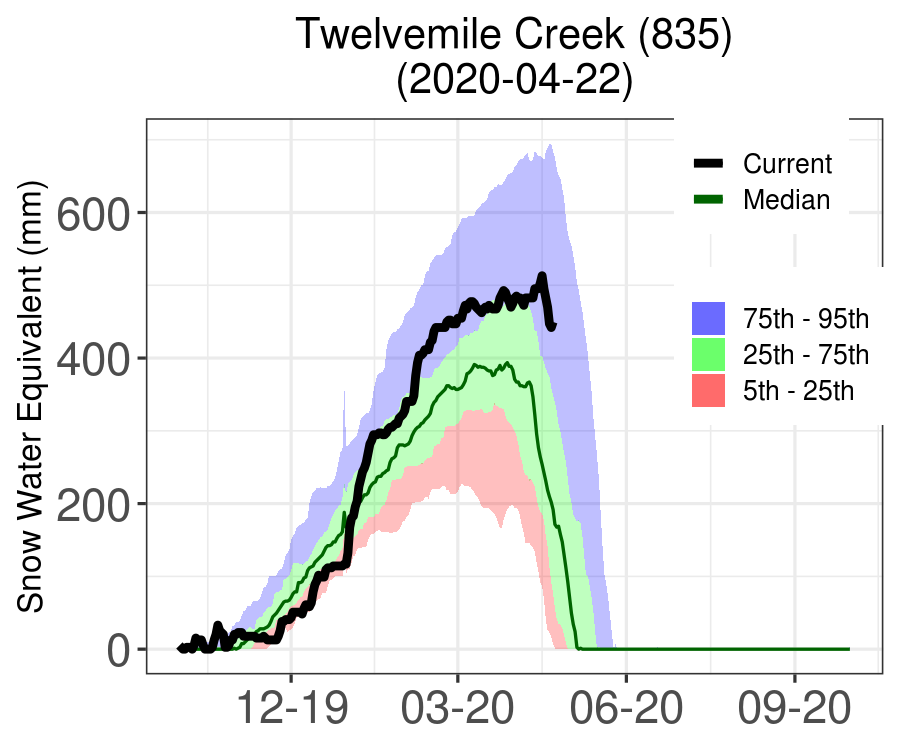 Twelvemile Creek (835)
(2020-04-22)
Snow Water Equivalent (mm)
600
400
200
0
12-19
03-20
06-20
09-20
Current
Median
75th - 95th
25th - 75th
5th - 25th